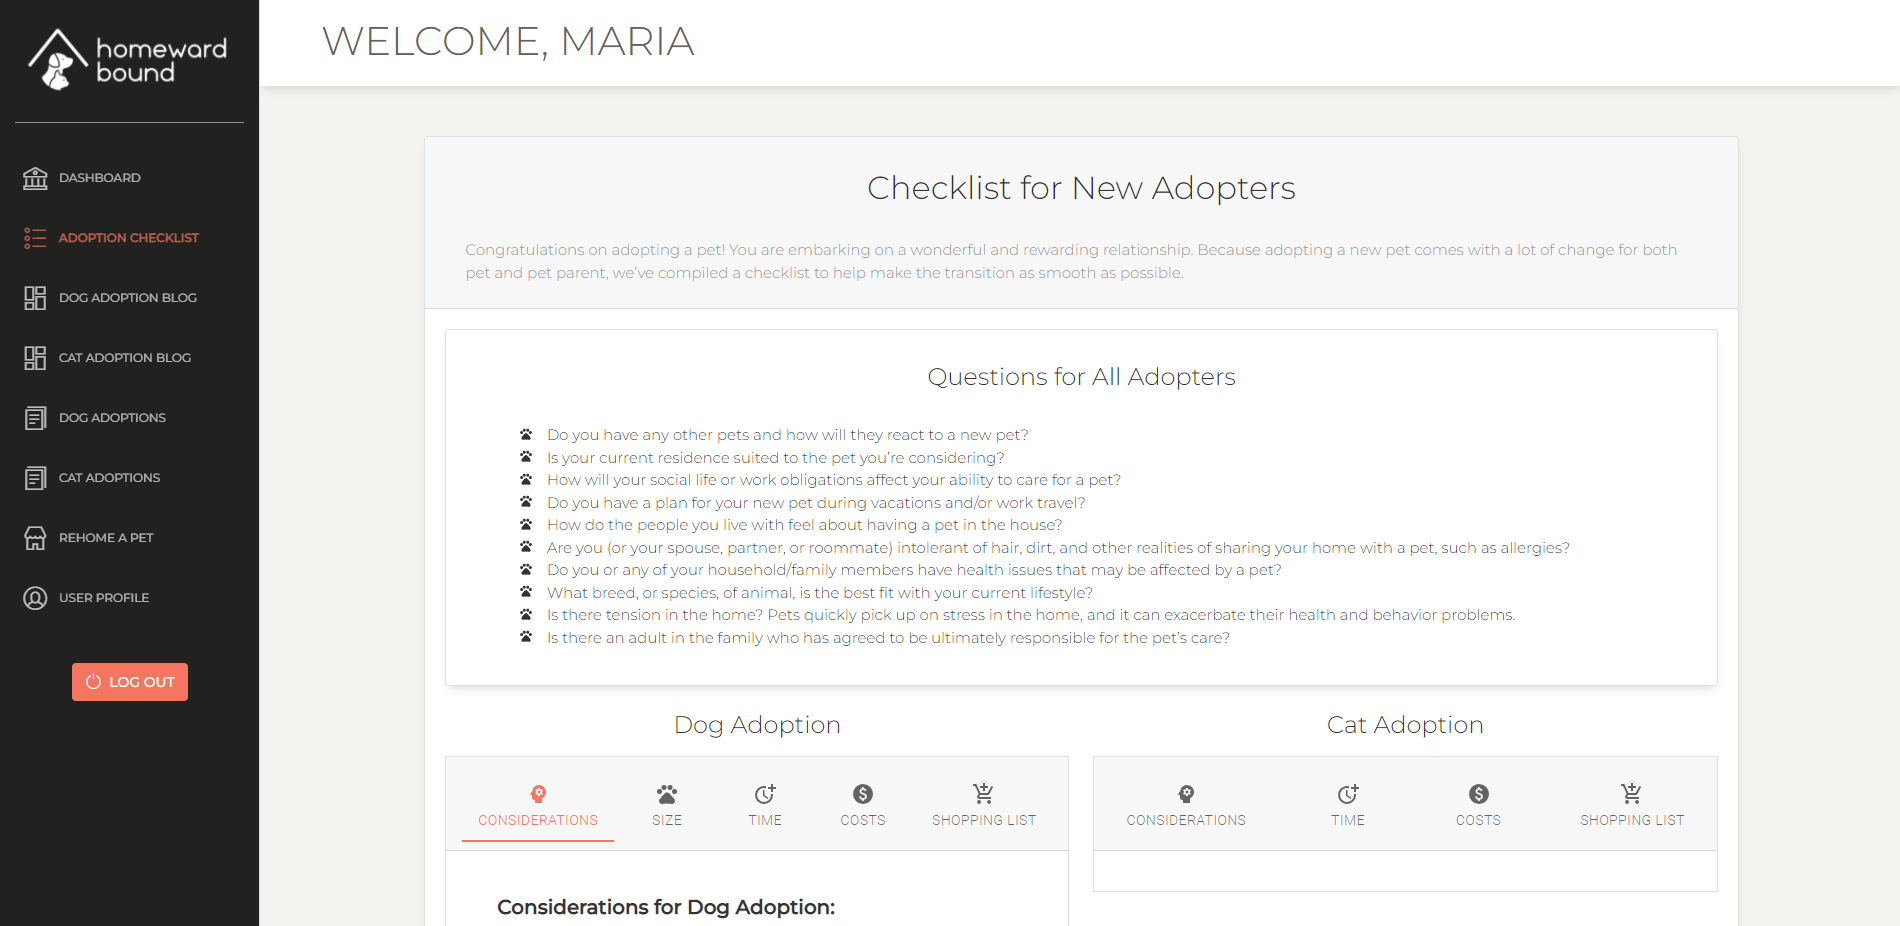 homeward
bound
WELCOME, MARIA
DASHBOARD
ADOPTION CHECKLIST
DOG ADOPTION BLOG
CAT ADOPTION BLOG
DOG ADOPTIONS
CAT ADOPTIONS
REHOME A PET
USER PROFILE
LOG OUT
Checklist for New Adopters
Congratulations on adopting a pet! You are embarking on a wonderful and rewarding relationship. Because adopting a new pet comes with a lot of change for both
pet and pet parent, we’ve compiled a checklist to help make the transition as smooth as possible.
Questions for All Adopters
Do you have any other pets and how will they react to a new pet?
Is your current residence suited to the pet you’re considering?
How will your social life or work obligations affect your ability to care for a pet?
Do you have a plan for your new pet during vacations and/or work travel?
How do the people you live with feel about having a pet in the house?
Are you (or your spouse, partner, or roommate) intolerant of hair, dirt, and other realities of sharing your home with a pet, such as allergies?
Do you or any of your household/family members have health issues that may be affected by a pet?
What breed, or species, of animal, is the best fit with your current lifestyle?
Is there tension in the home? Pets quickly pick up on stress in the home, and it can exacerbate their health and behavior problems.
Is there an adult in the family who has agreed to be ultimately responsible for the pet’s care?
Dog Adoption
CONSIDERATIONS SIZE TIME COSTS SHOPPING LIST
Considerations for Dog Adoption:
Cat Adoption
CONSIDERATIONS TIME COSTS SHOPPING LIST